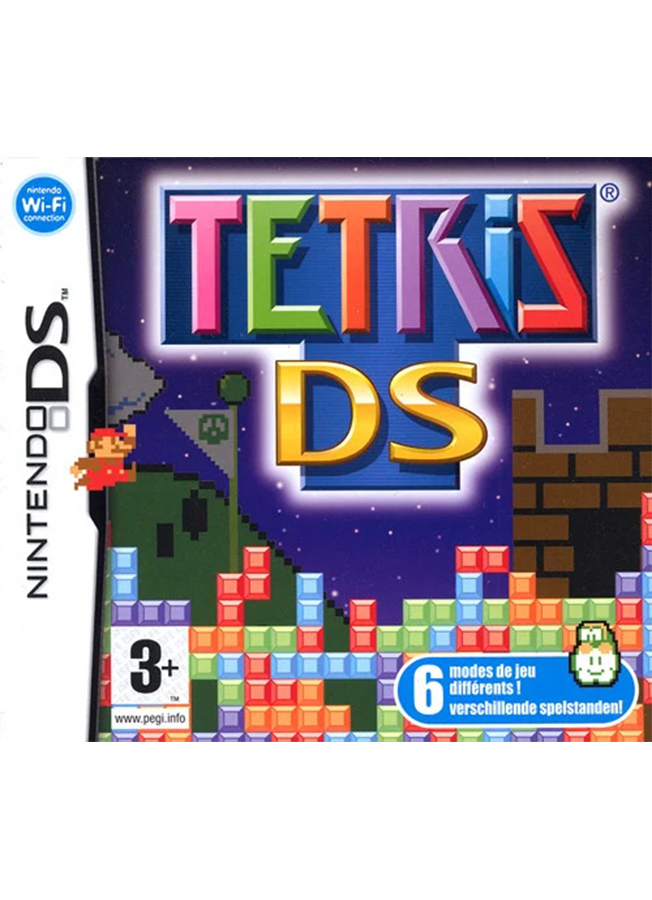 nintendo
Wi-Fi
connection
NINTENDO DS™
TETRiS®
DS
3+
™
www.pegi.info
6 modes de jeu
différents !
verschillende spelstanden!